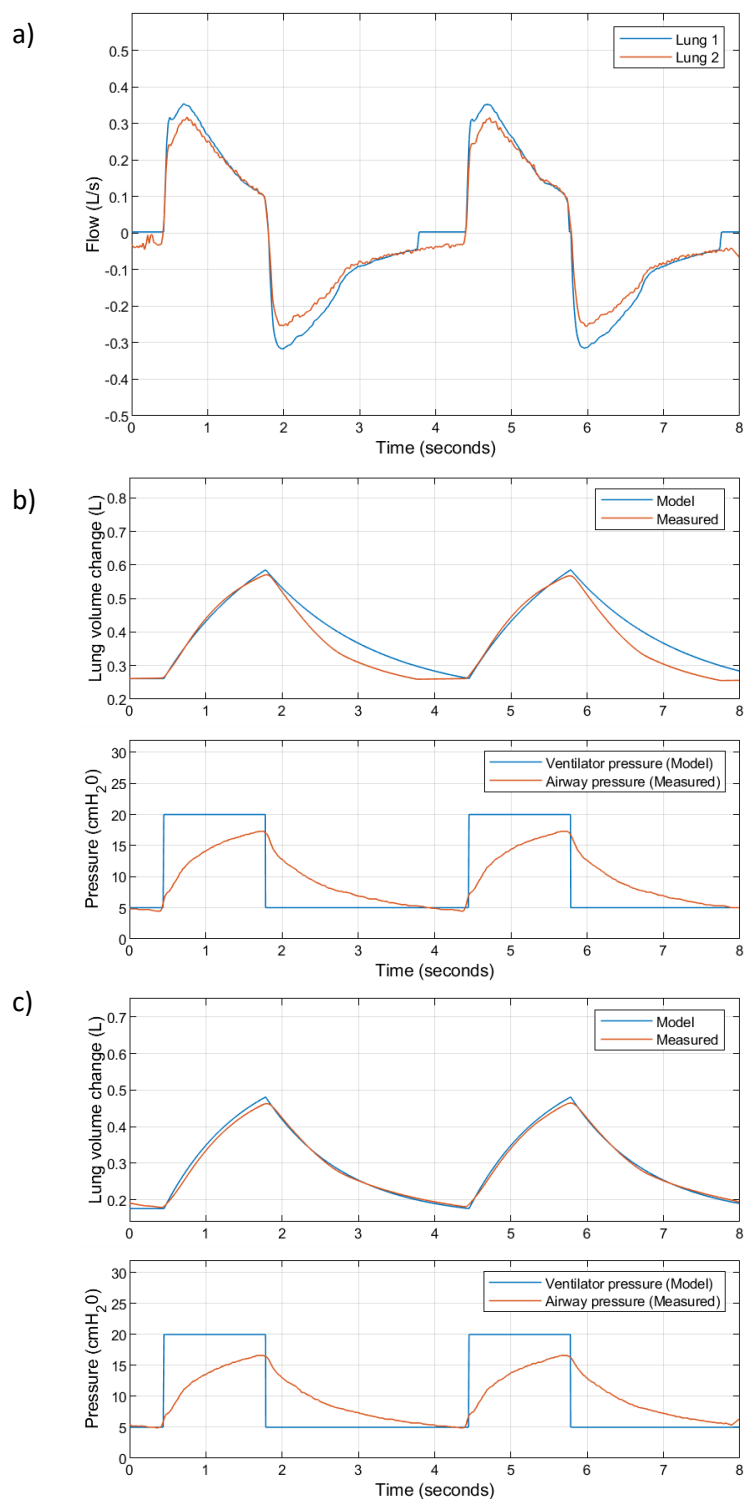 a)
0.5
0.4
0.3
0.2
0.1
0
-0.1
-0.2
-0.3
-0.4
-0.5
Flow (L/s)
Lung 1
Lung 2
0 1 2 3 4 5 6 7 8
Time (seconds)
b)
0.8
0.7
0.6
0.5
0.4
0.3
0.2
Lung volume change (L)
Model
Measured
0 1 2 3 4 5 6 7 8
30
25
20
15
10
5
0
Pressure (cmH20)
Ventilator pressure (Model)
Airway pressure (Measured)
0 1 2 3 4 5 6 7 8
Time (seconds)
c)
0.7
0.6
0.5
0.4
0.3
0.2
Lung volume change (L)
Model
Measured
0 1 2 3 4 5 6 7 8
30
25
20
15
10
5
0
Pressure (cmH20)
Ventilator pressure (Model)
Airway pressure (Measured)
0 1 2 3 4 5 6 7 8
Time (seconds)